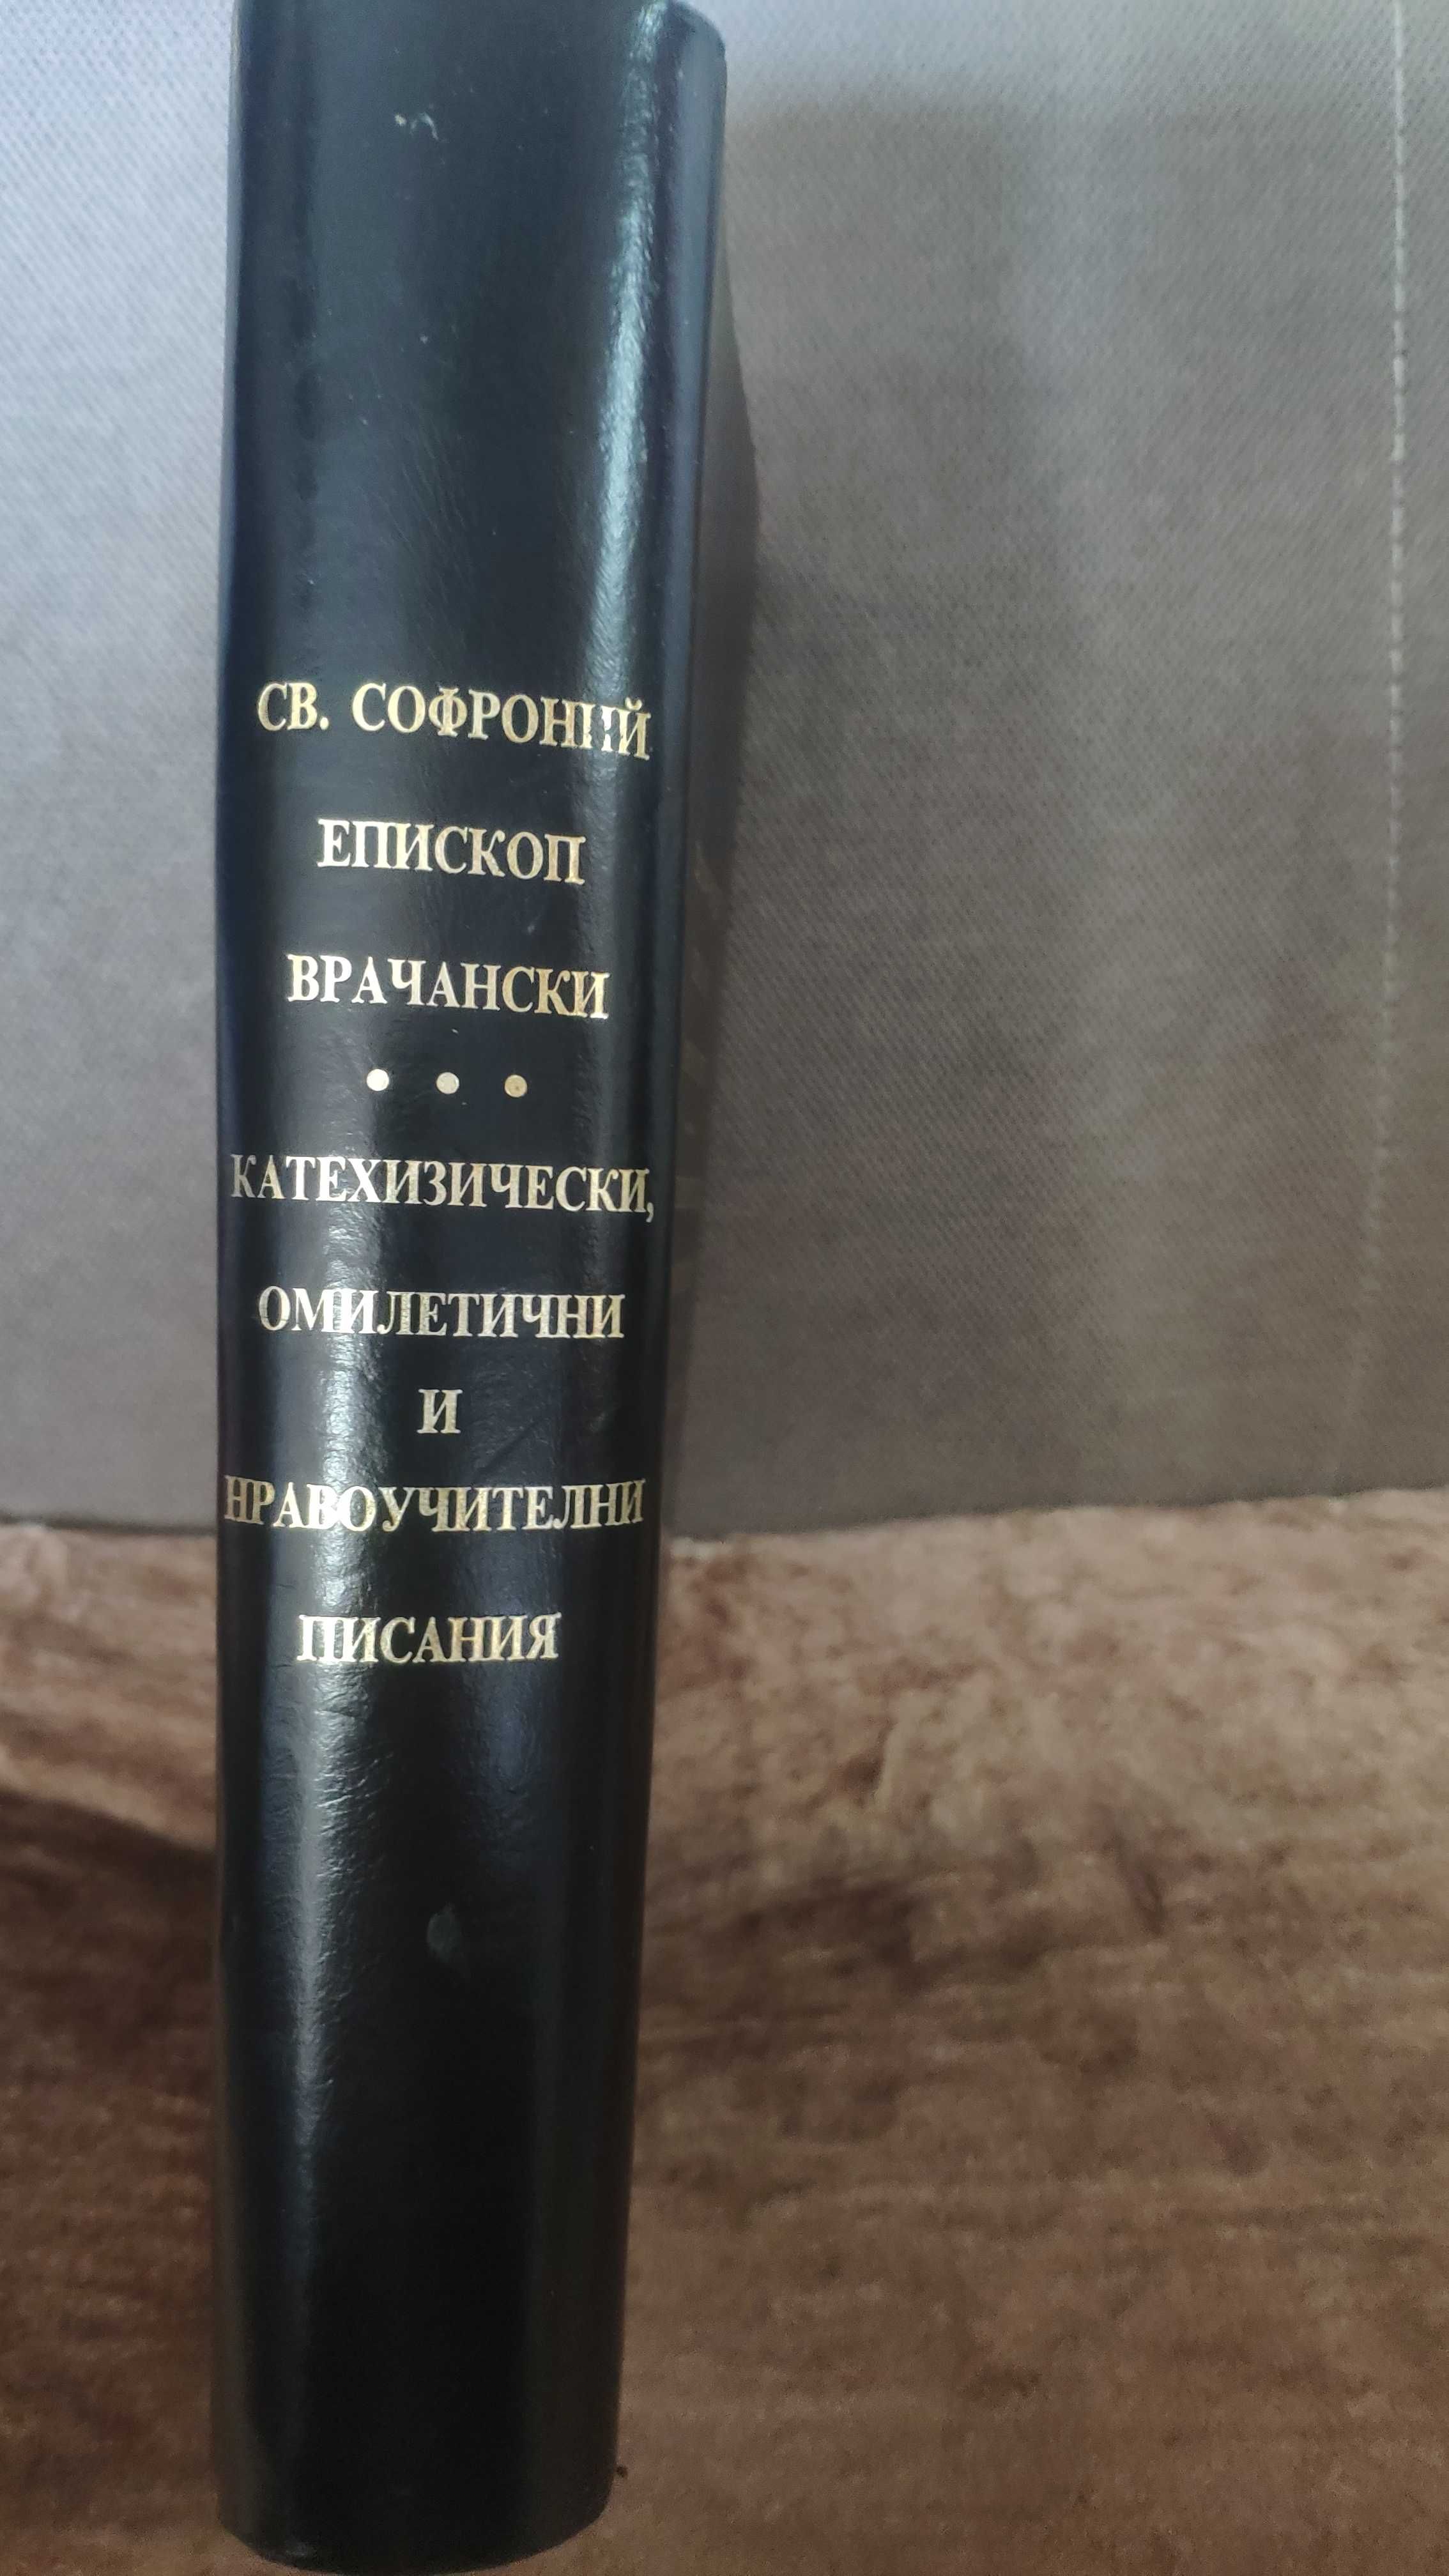 СВ. СОФРОНИЙ
ЕПИСКОП
ВРАЧАНСКИ
• • •
КАТЕХИЗИЧЕСКИ,
ОМИЛЕТИЧНИ
И
НРАВОУЧИТЕЛНИ
ПИСАНИЯ